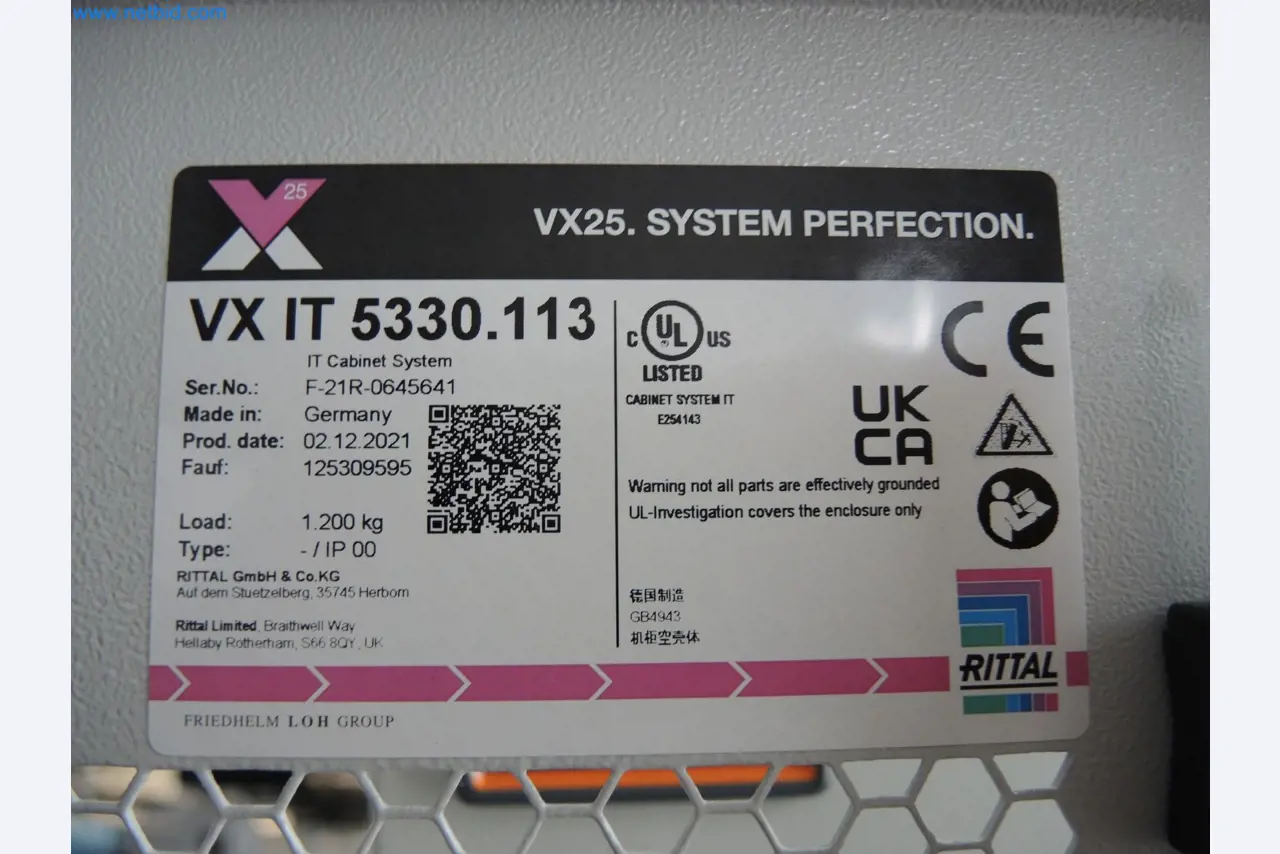 www.netbid.com
25
VX25. SYSTEM PERFECTION.
VX IT 5330.113
IT Cabinet System
Ser.No.: F-21R-0645641
Made in: Germany
Prod. date: 02.12.2021
Fauf: 125309595
Load: 1.200 kg
Type: - / IP 00
RITTAL GmbH & Co.KG
Auf dem Stuetzelberg, 35745 Herborn
Rittal Limited, Braithwell Way
Hellaby Rotherham, S66 8QY, UK
C UL US
LISTED
CABINET SYSTEM IT
E254143
CE
UK
CA
Warning not all parts are effectively grounded
UL-Investigation covers the enclosure only
德国制造
GB4943
机柜空壳体
RITTAL
FRIEDHELM LOH GROUP